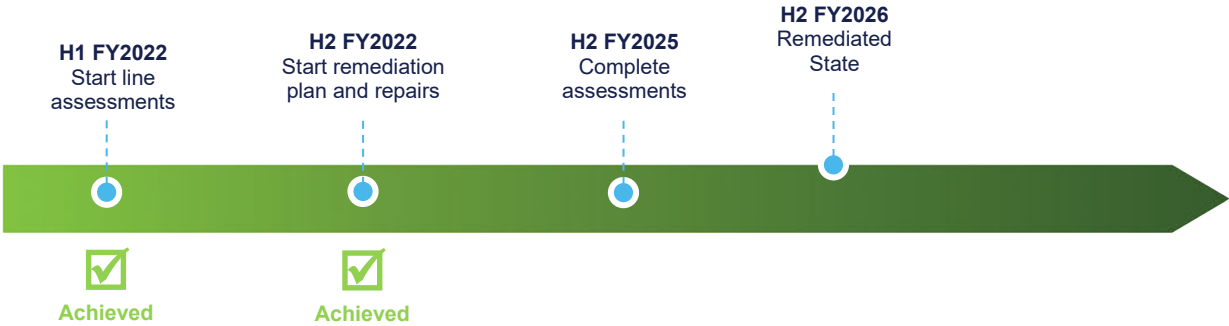 H1 FY2022
Start line
assessments
H2 FY2022
Start remediation
plan and repairs
H2 FY2025
Complete
assessments
H2 FY2026
Remediated
State
Achieved
Achieved